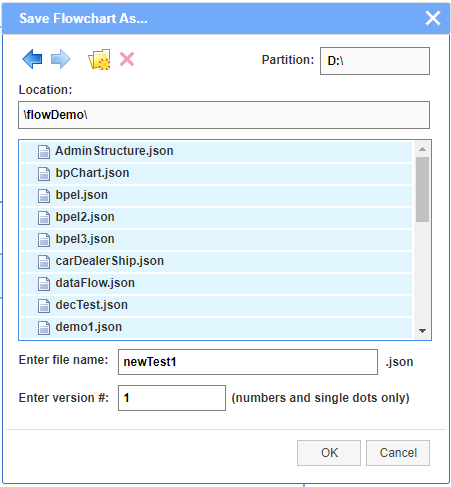 Save Flowchart As...
Partition: D:\
Location:
\flowDemo\
AdminStructure.json
bpChart.json
bpel.json
bpel2.json
bpel3.json
carDealerShip.json
dataFlow.json
decTest.json
demo1.json
Enter file name: newTest1 .json
Enter version #: 1 (numbers and single dots only)
OK Cancel